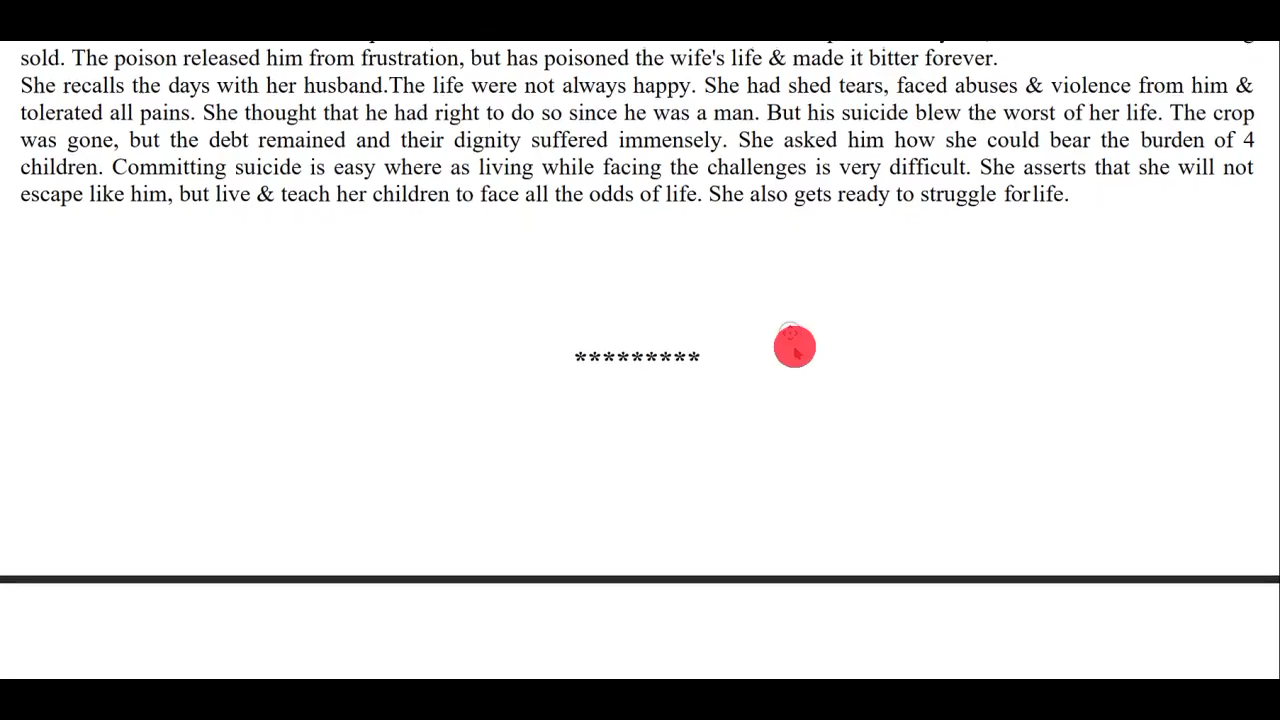 sold. The poison released him from frustration, but has poisoned the wife's life & made it bitter forever.
She recalls the days with her husband.The life were not always happy. She had shed tears, faced abuses & violence from him &
tolerated all pains. She thought that he had right to do so since he was a man. But his suicide blew the worst of her life. The crop
was gone, but the debt remained and their dignity suffered immensely. She asked him how she could bear the burden of 4
children. Committing suicide is easy where as living while facing the challenges is very difficult. She asserts that she will not
escape like him, but live & teach her children to face all the odds of life. She also gets ready to struggle for life.
*********